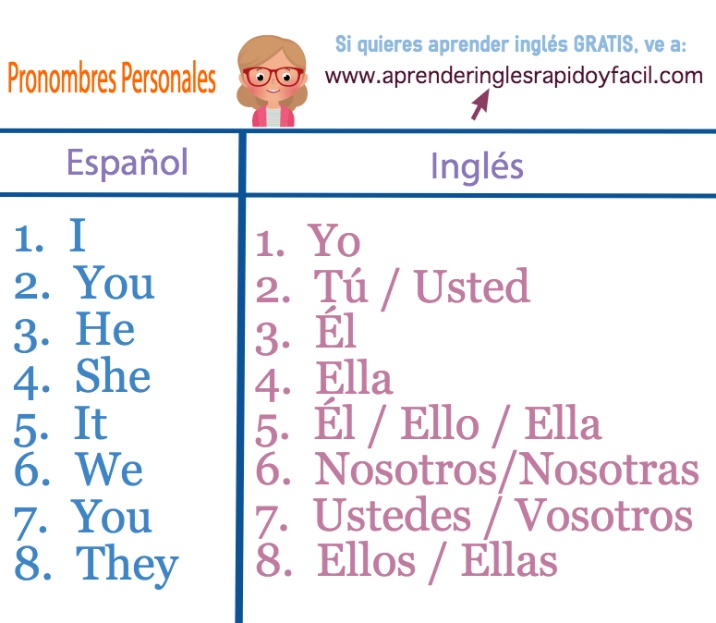 Si quieres aprender inglés GRATIS, ve a:
Pronombres Personales
www.aprenderinglesrapidoyfacil.com
Español
Inglés
1. I
1. Yo
2. You
2. Tú / Usted
3. He
3. Él
4. She
4. Ella
5. It
5. Él / Ello / Ella
6. We
6. Nosotros/Nosotras
7. You
7. Ustedes / Vosotros
8. They
8. Ellos / Ellas